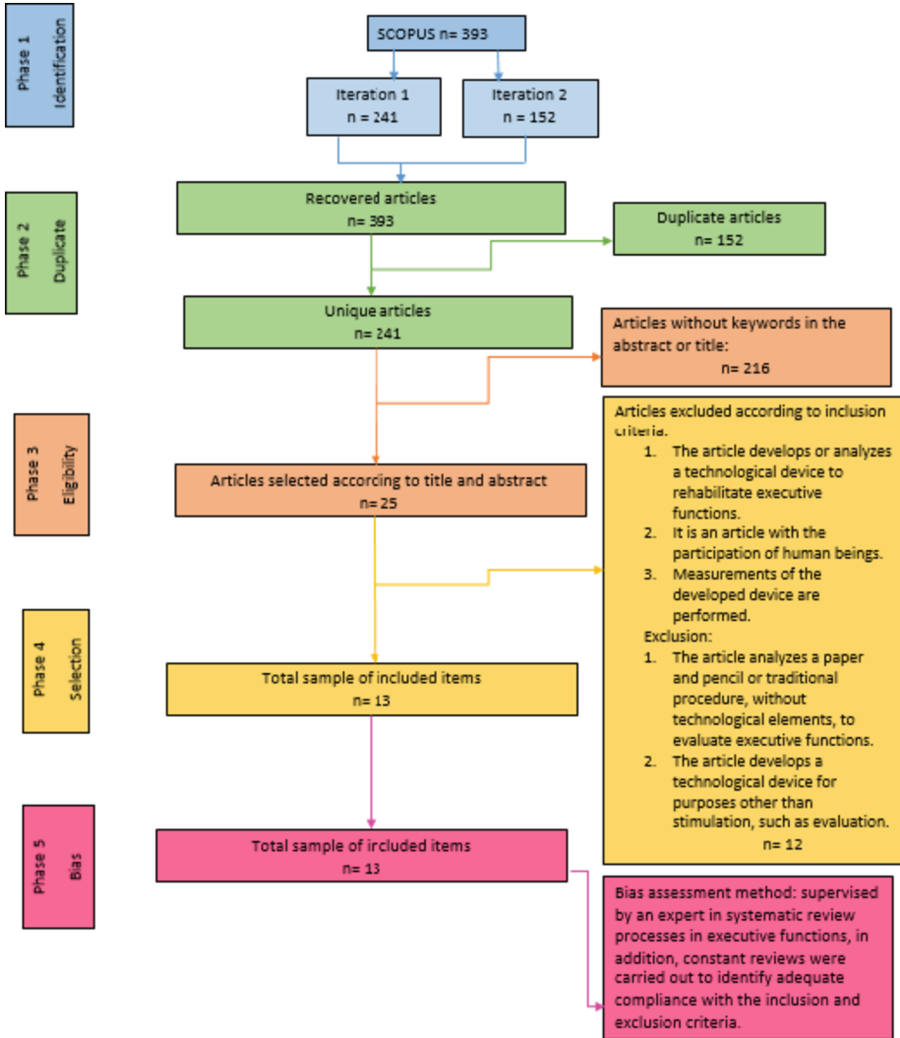 Phase 1
Identification
SCOPUS n= 393
Iteration 1
n = 241
Iteration 2
n = 152
Phase 2
Duplicate
Recovered articles
n= 393
Duplicate articles
n= 152
Unique articles
n= 241
Articles without keywords in the
abstract or title:
n= 216
Phase 3
Eligibility
Articles selected according to title and abstract
n= 25
Articles excluded according to inclusion
criteria.
1. The article develops or analyzes
a technological device to
rehabilitate executive
functions.
2. It is an article with the
participation of human beings.
3. Measurements of the
developed device are
performed.
Exclusion:
1. The article analyzes a paper
and pencil or traditional
procedure, without
technological elements, to
evaluate executive functions.
2. The article develops a
technological device for
purposes other than
stimulation, such as evaluation.
n= 12
Phase 4
Selection
Total sample of included items
n= 13
Phase 5
Bias
Total sample of included items
n= 13
Bias assessment method: supervised
by an expert in systematic review
processes in executive functions, in
addition, constant reviews were
carried out to identify adequate
compliance with the inclusion and
exclusion criteria.